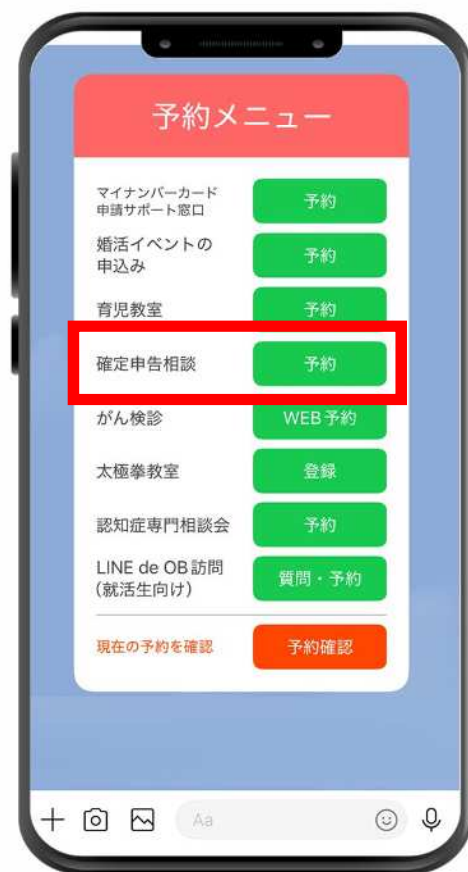 予約メニュー
マイナンバーカード
申請サポート窓口
予約
婚活イベントの
申込み
予約
育児教室
予約
確定申告相談
予約
がん検診
WEB予約
太極拳教室
登録
認知症専門相談会
予約
LINE de OB訪問
(就活生向け)
質問・予約
現在の予約を確認
予約確認
Aa